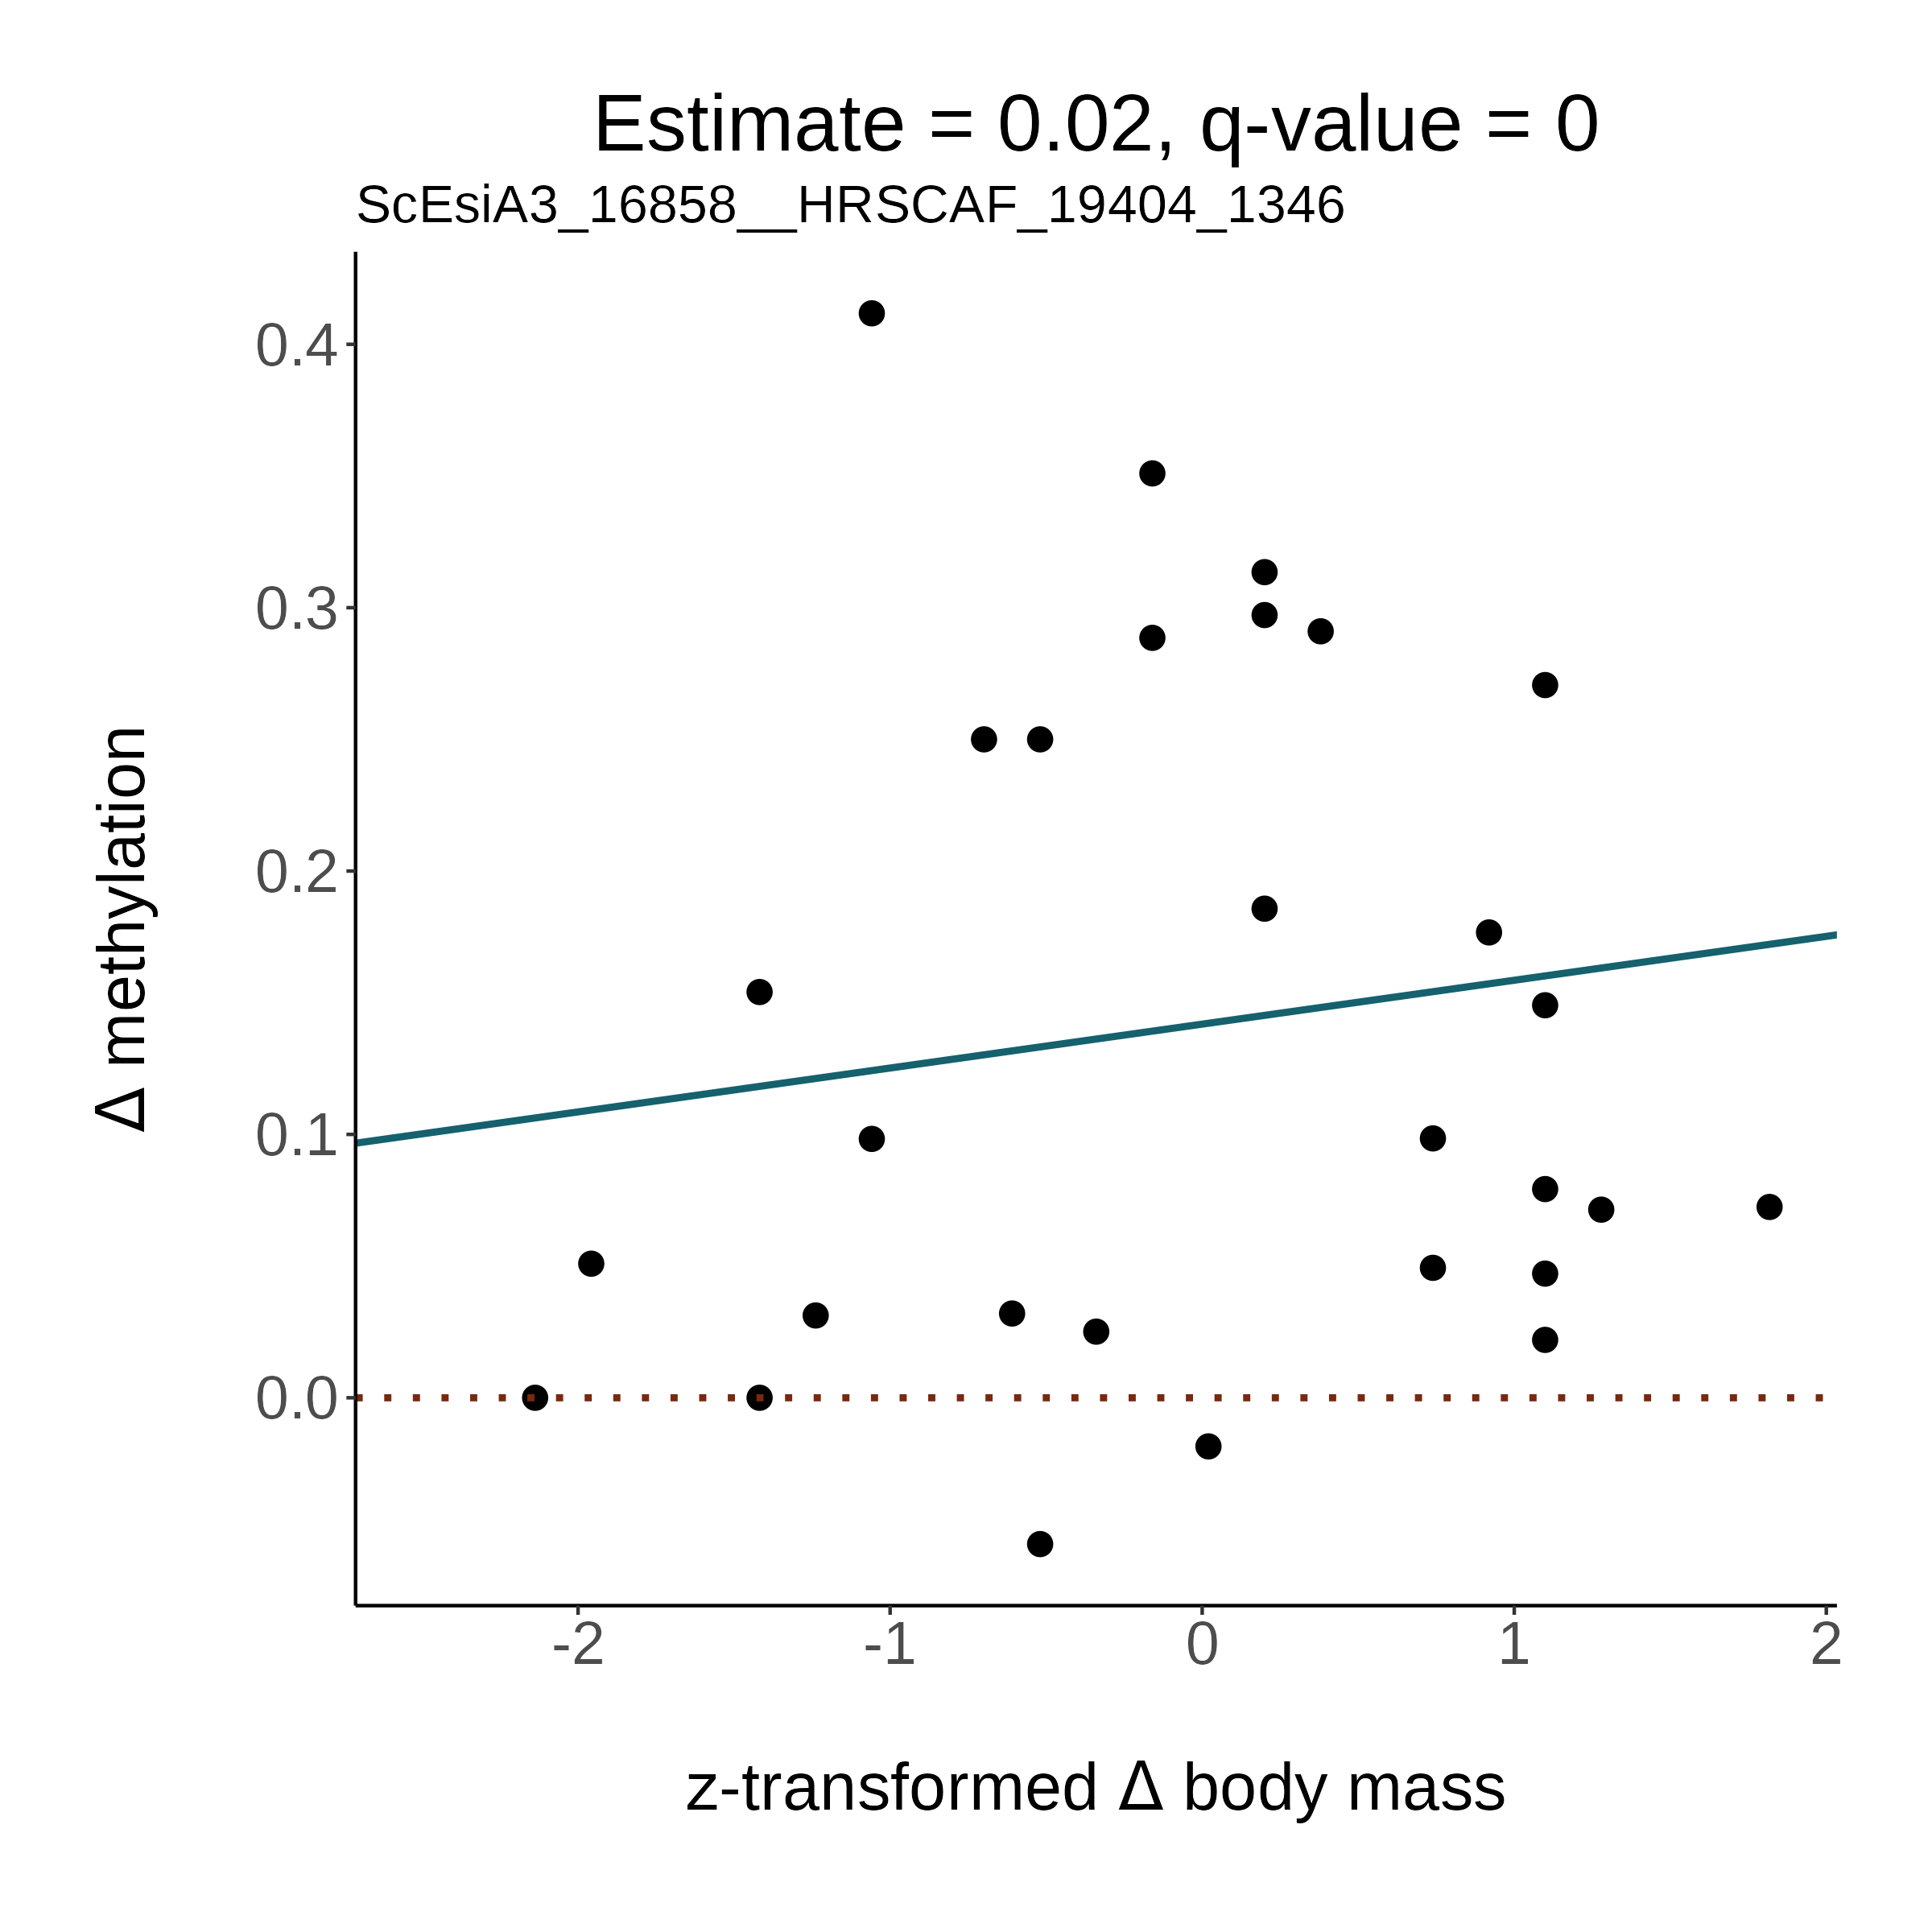 Estimate = 0.02, q-value = 0
ScEsiA3_16858__HRSCAF_19404_1346
Δ methylation
0.4
0.3
0.2
0.1
0.0
-2 -1 0 1 2
z-transformed Δ body mass